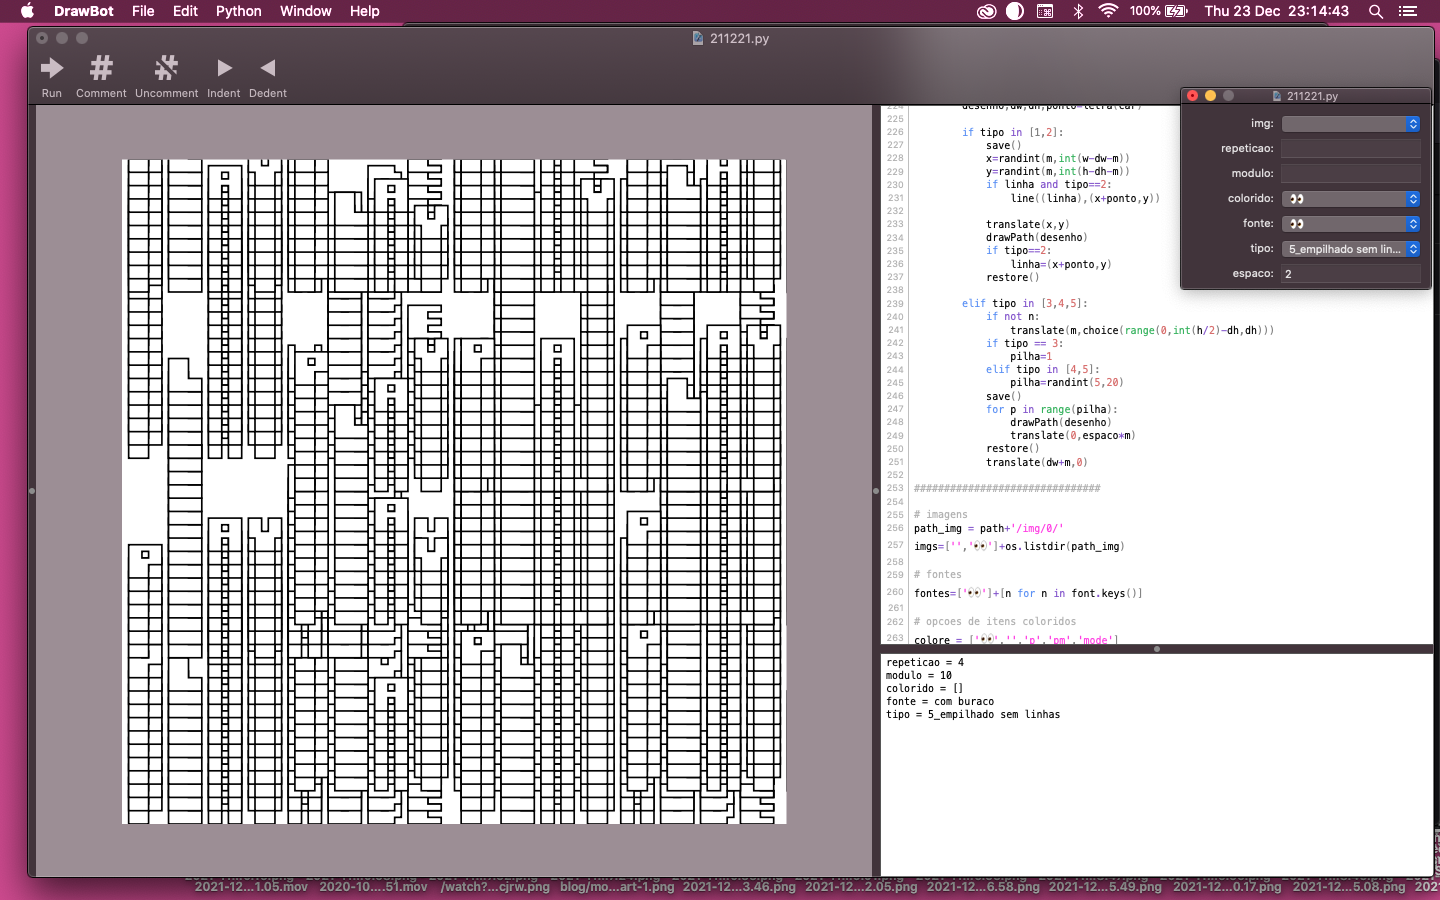 DrawBot File Edit Python Window Help 100% Thu 23 Dec 23:14:43
211221.py
Run Comment Uncomment Indent Dedent
211221.py
img:
repeticao:
modulo:
colorido: 👀
fonte: 👀
tipo: 5_empilhado sem lin...
espaco: 2
224 desenho,dw,dh,ponto=letra(car)
225
226 if tipo in [1,2]:
227 save()
228 x=randint(m,int(w-dw-m))
229 y=randint(m,int(h-dh-m))
230 if linha and tipo==2:
231 line((linha),(x+ponto,y))
232
233 translate(x,y)
234 drawPath(desenho)
235 if tipo==2:
236 linha=(x+ponto,y)
237 restore()
238
239 elif tipo in [3,4,5]:
240 if not n:
241 translate(m,choice(range(0,int(h/2)-dh,dh)))
242 if tipo == 3:
243 pilha=1
244 elif tipo in [4,5]:
245 pilha=randint(5,20)
246 save()
247 for p in range(pilha):
248 drawPath(desenho)
249 translate(0,espaco*m)
250 restore()
251 translate(dw+m,0)
252
253 ###############################
254
255 # imagens
256 path_img = path+'/img/0/'
257 imgs=['','👀']+os.listdir(path_img)
258
259 # fontes
260 fontes=['👀']+[n for n in font.keys()]
261
262 # opcoes de itens coloridos
263 colore = ['👀','','p','pm','mode']
repeticao = 4
modulo = 10
colorido = []
fonte = com buraco
tipo = 5_empilhado sem linhas
2021-12...1.05.mov 2020-10....51.mov /watch?...cjrw.png blog/mo...art-1.png 2021-12...3.46.png 2021-12...2.05.png 2021-12...6.58.png 2021-12...5.49.png 2021-12...0.17.png 2021-12...5.08.png